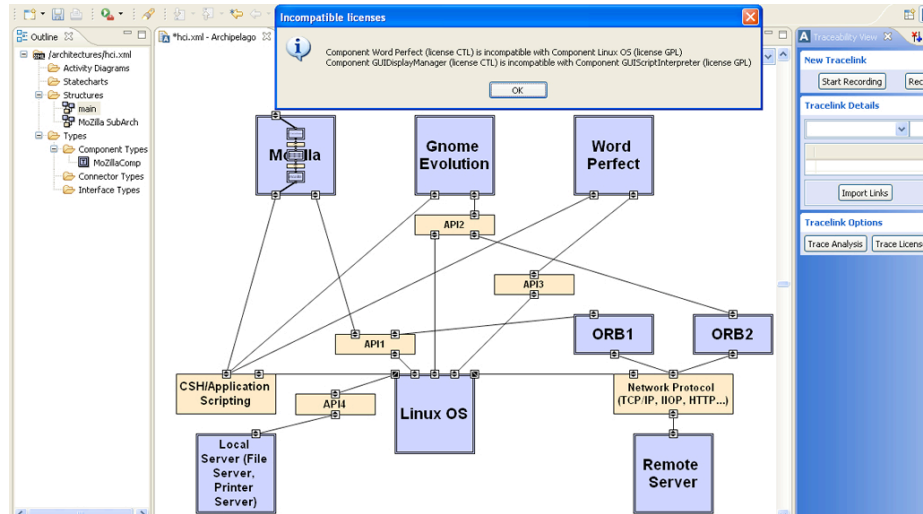 Incompatible licenses
Component Word Perfect (license CTL) is incompatible with Component Linux OS (license GPL)
Component GUIDisplayManager (license CTL) is incompatible with Component GUIScriptInterpreter (license GPL)
OK
Outline
/architectures/hci.xml
Activity Diagrams
Statecharts
Structures
main
MoZilla SubArch
Types
Component Types
MoZillaComp
Connector Types
Interface Types
*hci.xml - Archipelago
Gnome
Evolution
Word
Perfect
API2
API3
API1
ORB1
ORB2
CSH/Application
Scripting
API4
Linux OS
Network Protocol
(TCP/IP, IIOP, HTTP...)
Local
Server (File
Server,
Printer
Server)
Remote
Server
Traceability View
New Tracelink
Start Recording
Tracelink Details
Import Links
Tracelink Options
Trace Analysis
Trace License